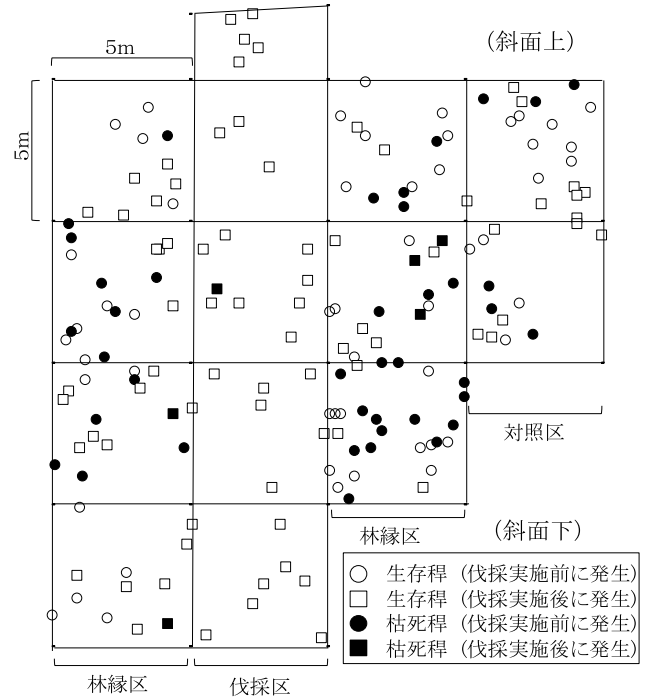 (斜面上)
5m
5m
対照区
林縁区
(斜面下)
生存稈 (伐採実施前に発生)
生存稈 (伐採実施後に発生)
枯死稈 (伐採実施前に発生)
枯死稈 (伐採実施後に発生)
林縁区
伐採区